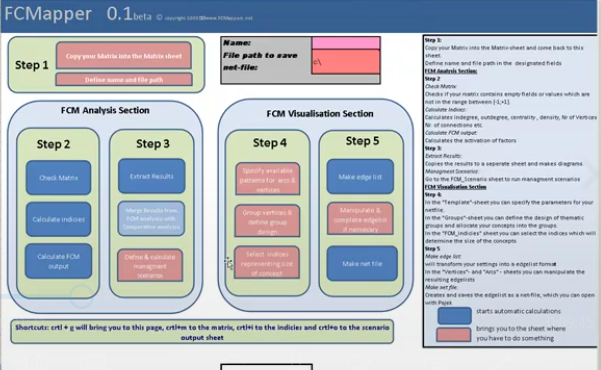 FCMapper 0.1beta © copyright
Step 1
Copy your Matrix into the Matrix sheet
Define name and file path
Name:
File path to save
net-file:
c:\
FCM Analysis Section
Step 2
Check Matrix
Calculate indicies
Calculate FCM
output
Step 3
Extract Results
Merge Results from
FCM analysis with
Comparative analysis
Define & calculate
managment
scenario
FCM Visualisation Section
Step 4
Specify available
patterns for arcs &
vertices
Group vertices &
define group
design
Select indices
representing size
of concept
Step 5
Make edge list
Manipulate &
complete edgelist
if necessary
Make net file
Shortcuts: crtl + g will bring you to this page, crtl+m to the matrix, crtl+i to the indicies and crtl+o to the scenario
output sheet
Step 1:
Copy your Matrix into the Matrix-sheet and come back to this
sheet.
Define name and file path in the designated fields
FCM Analysis Section:
Step 2
Check Matrix:
Checks if your matrix contains empty fields or values which are
not in the range between [-1,+1].
Calculate Indices:
Calculates indegree, outdegree, centrality , density, Nr of Vertices
Nr. of connections etc.
Calculate FCM output:
Calculates the activation of factors
Step 3:
Extract Results:
Copies the results to a seperate sheet and makes diagrams.
Managment Scenario:
Go to the FCM_Scenario sheet to run managment scenarios
FCM Visualisation Section
Step 4:
In the "Template"-sheet you can specify the parameters for your
netfile.
In the "Groups"-sheet you can define the design of thematic
groups and allocate your concepts into the groups.
In the "FCM_indicies" sheet you can select the indices which will
determine the size of the concepts
Step 5
Make edge list:
will transform your settings into a edgelist format
In the "Vertices"- and "Arcs" - sheets you can manipulate the
resulting edgelists
Make net file:
Creates and saves the edgelist as a net-file, which you can open
with Pajek
starts automatic calculations
brings you to the sheet where
you have to do something